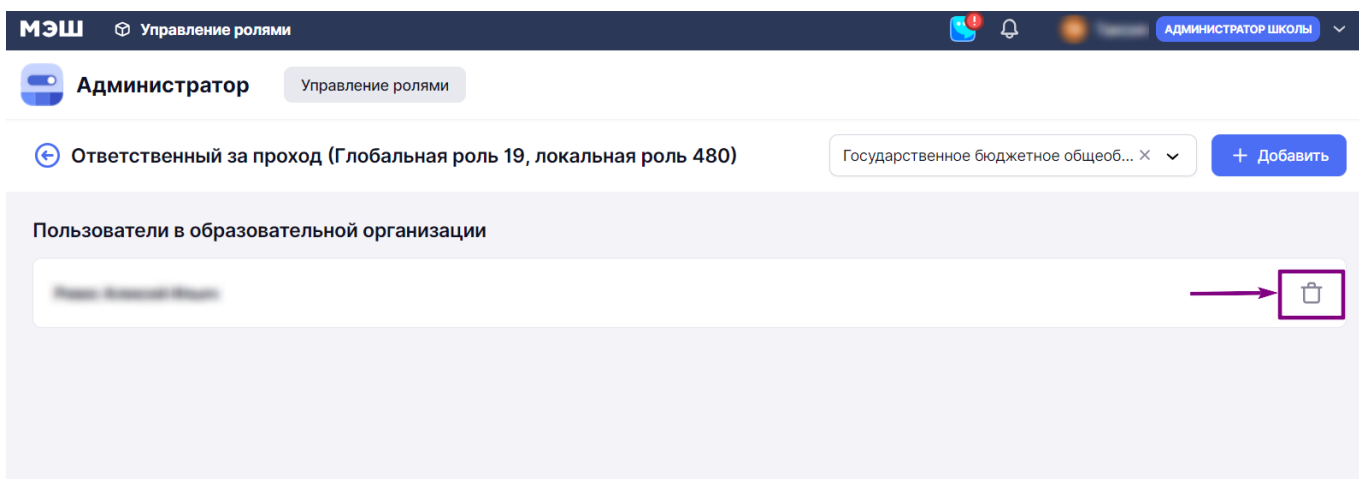 МЭШ Управление ролями АДМИНИСТРАТОР ШКОЛЫ
Администратор Управление ролями
Ответственный за проход (Глобальная роль 19, локальная роль 480) Государственное бюджетное общеоб... + Добавить
Пользователи в образовательной организации